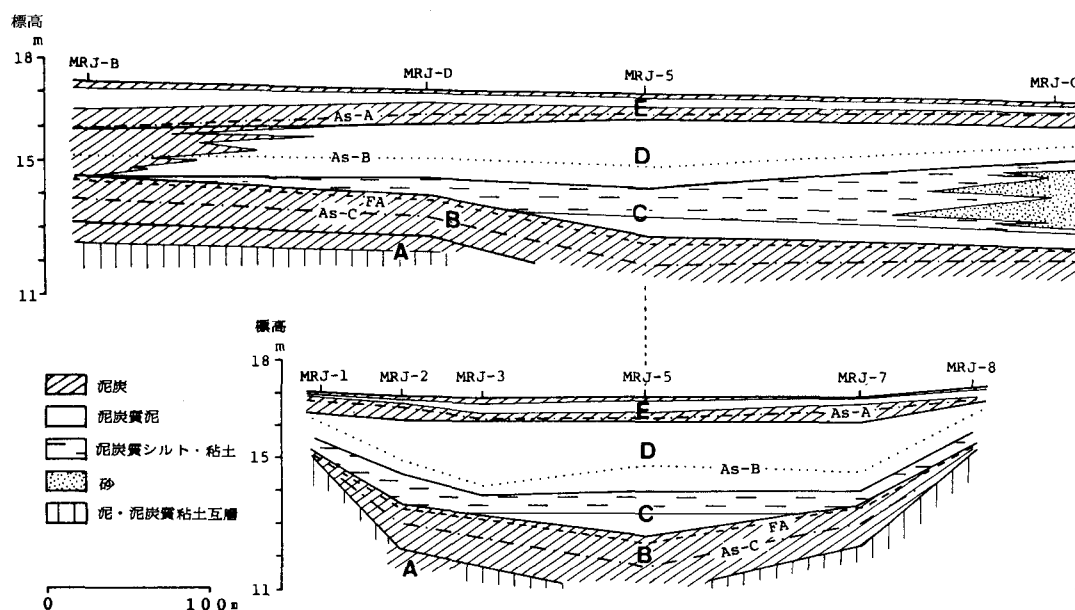 標高
m
18
MRJ-B
MRJ-D
MRJ-5
MRJ-C
As-A
E
15
As-B
D
FA
As-C
B
C
A
11
標高
m
18
MRJ-1
MRJ-2
MRJ-3
MRJ-5
MRJ-7
MRJ-8
E
As-A
D
15
As-B
C
FA
B
As-C
A
11
泥炭
泥炭質泥
泥炭質シルト・粘土
砂
泥・泥炭質粘土互層
0 100m